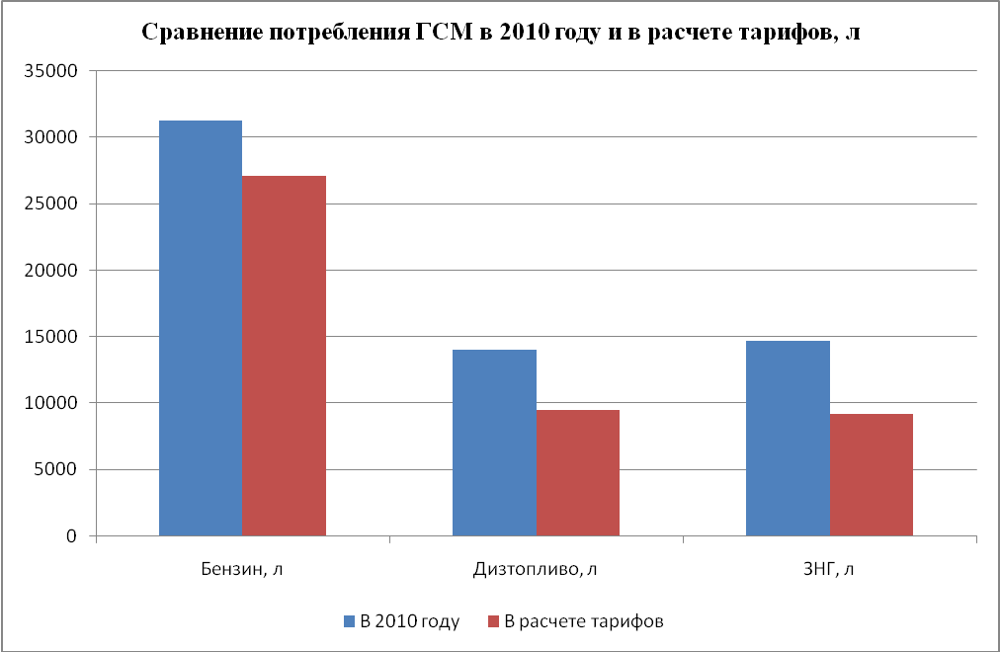 Сравнение потребления ГСМ в 2010 году и в расчете тарифов, л
35000
30000
25000
20000
15000
10000
5000
0
Бензин, л
Дизтопливо, л
ЗНГ, л
В 2010 году
В расчете тарифов